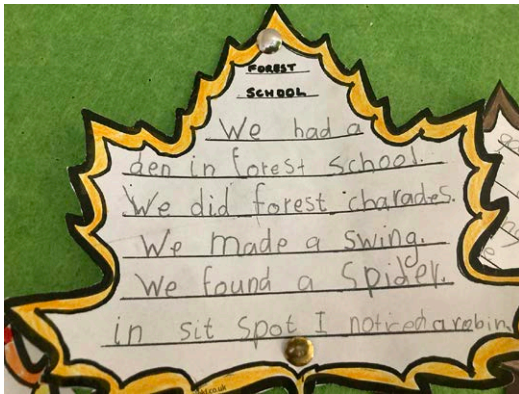 FOREST
SCHOOL
We had a
den in forest school.
We did forest charades.
We made a swing.
We found a Spider.
in sit spot I noticed a robin